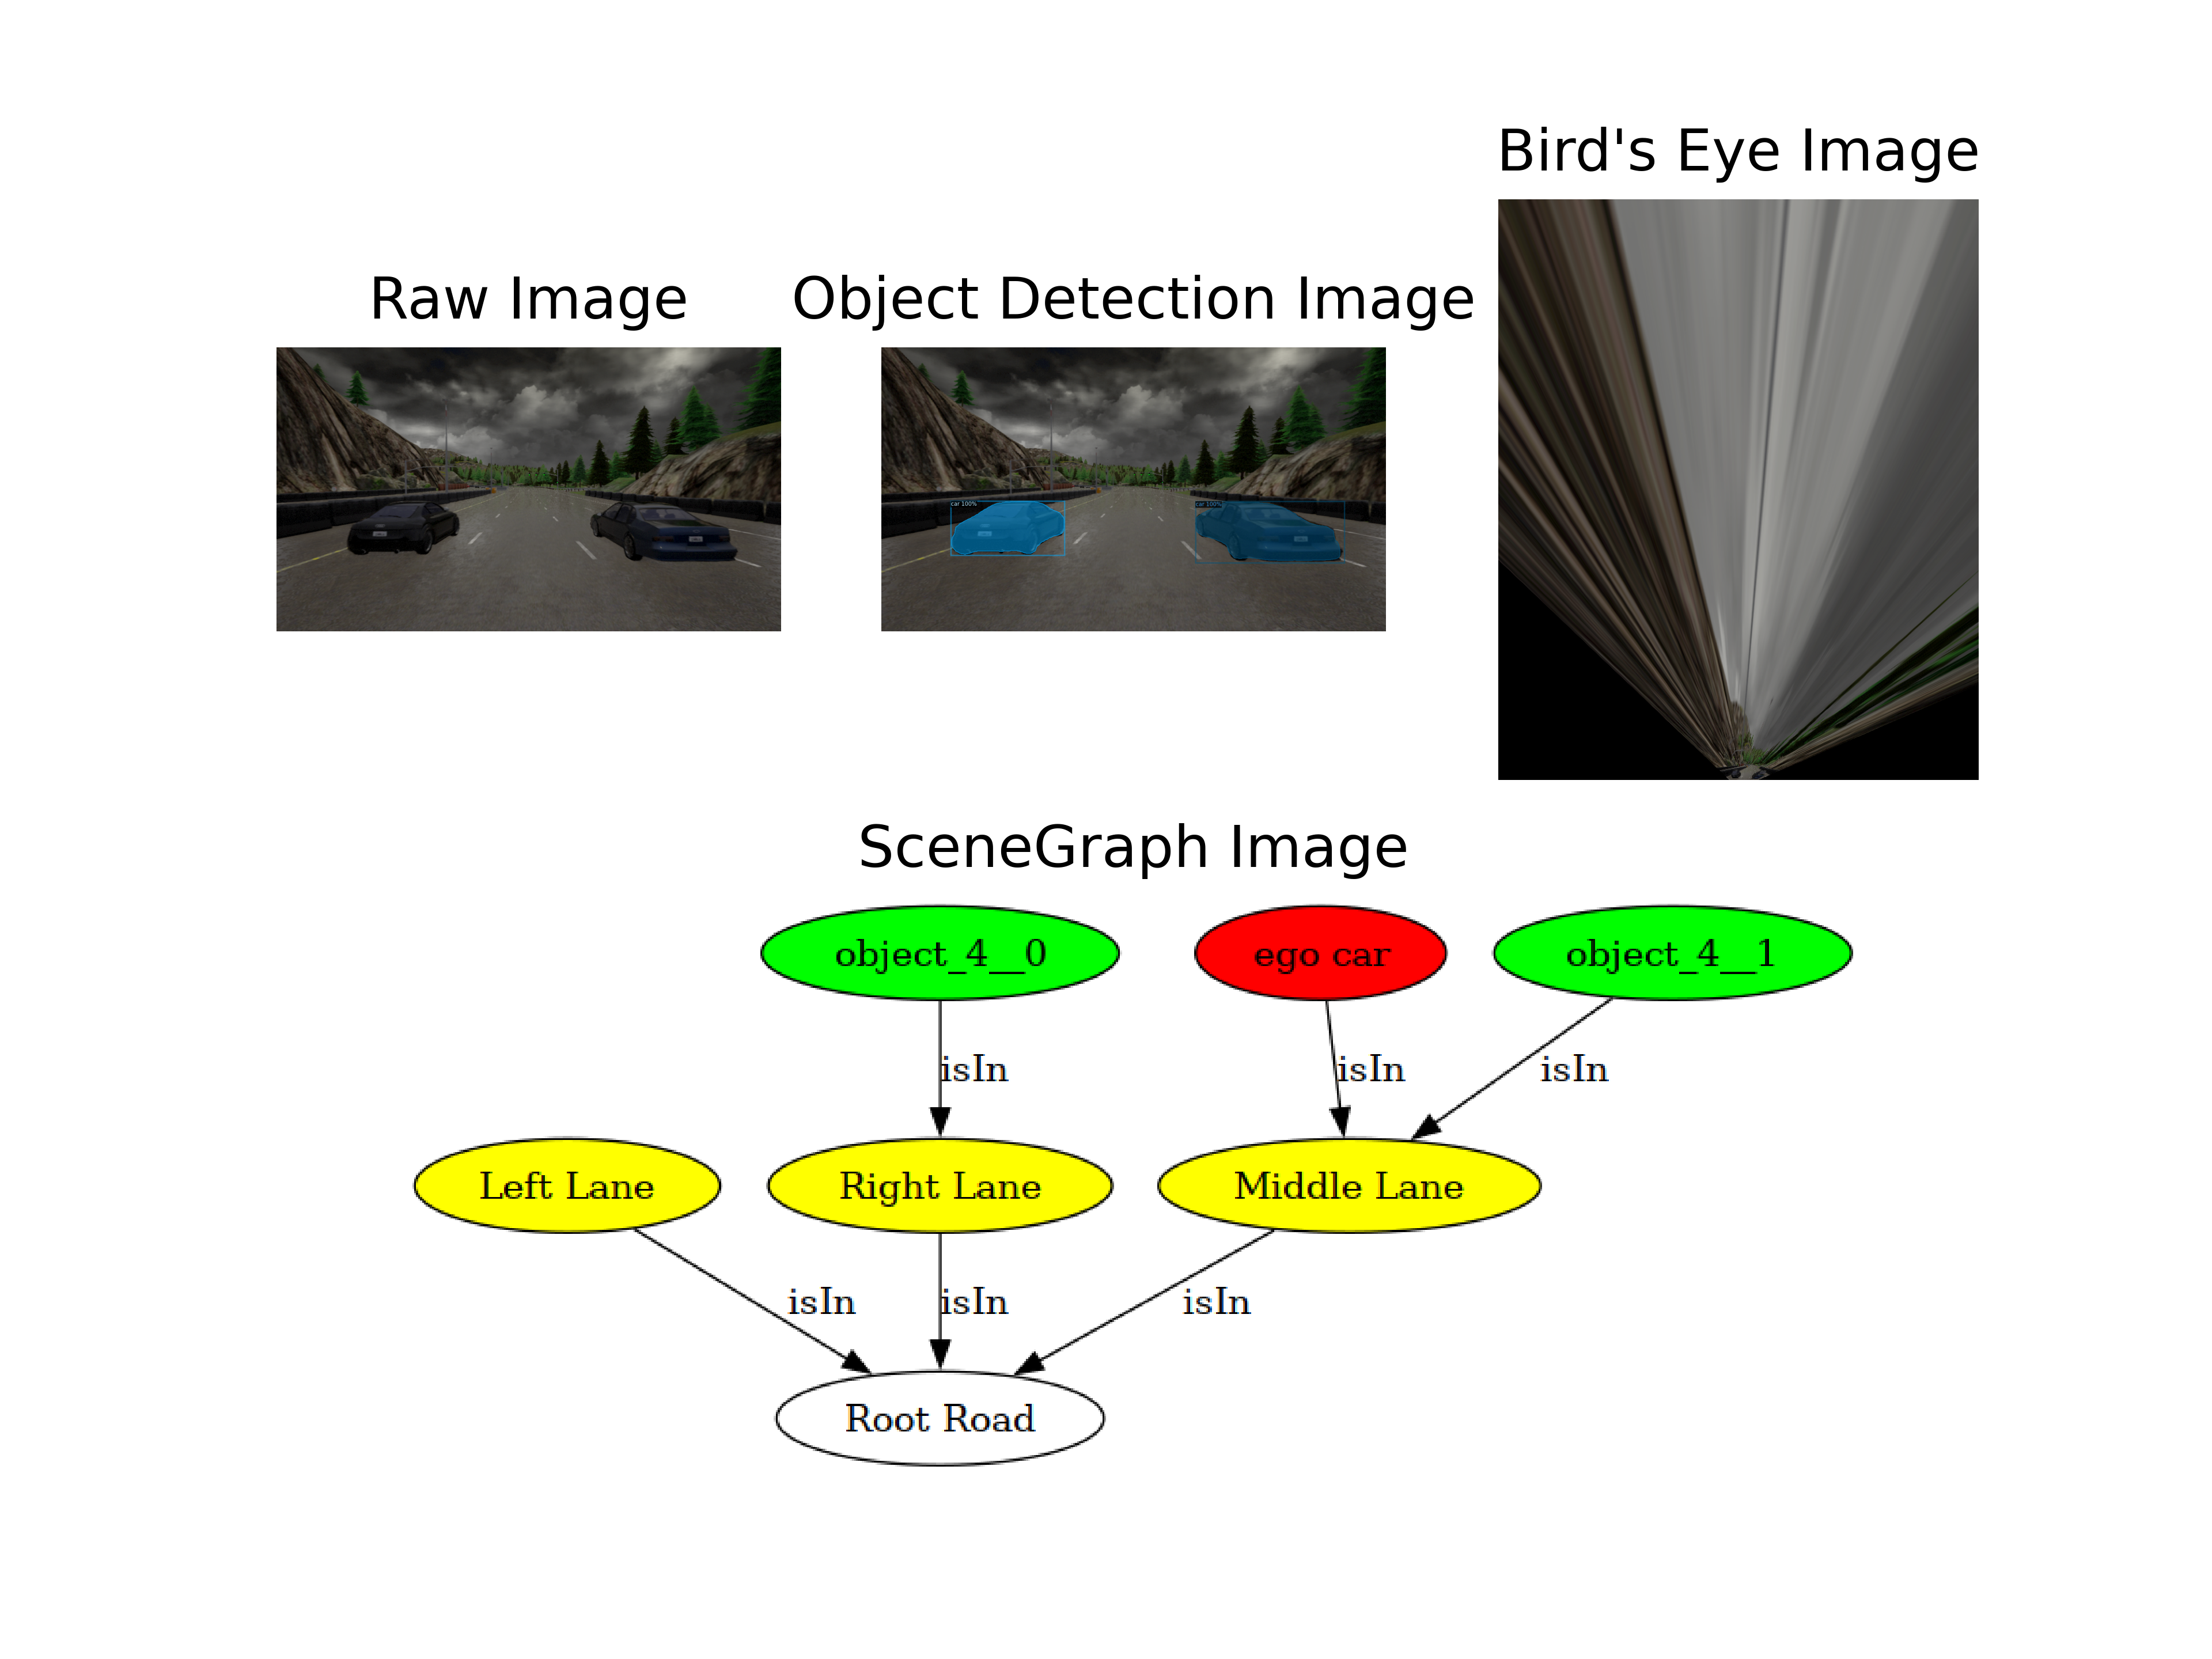 Bird's Eye Image
Raw Image
Object Detection Image
car 100%
car 100%
SceneGraph Image
object_4__0
ego car
object_4__1
isIn
isIn
isIn
Left Lane
Right Lane
Middle Lane
isIn
isIn
isIn
Root Road